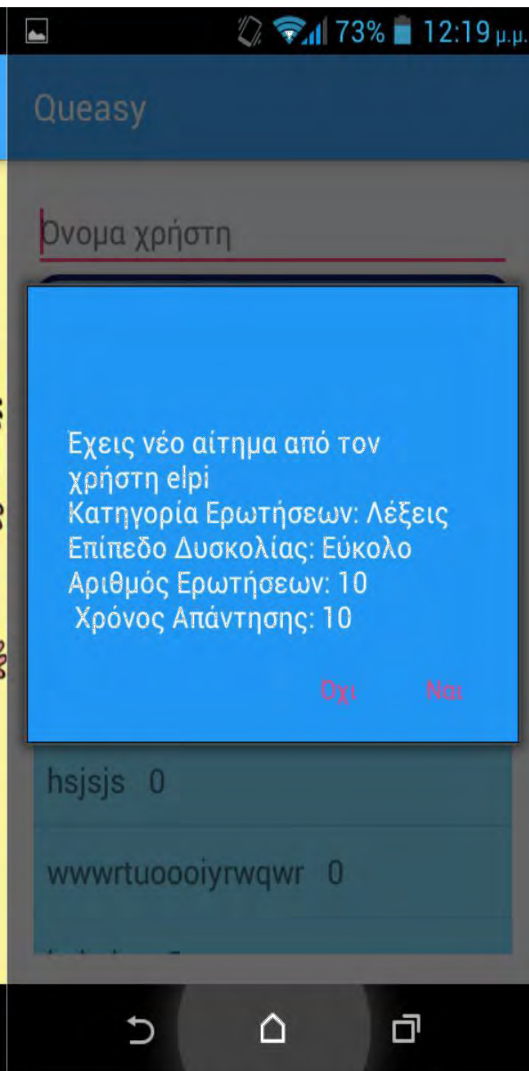 73% 12:19 μ.μ.
Queasy
Όνομα χρήστη
Έχεις νέο αίτημα από τον
χρήστη elpi
Κατηγορία Ερωτήσεων: Λέξεις
Επίπεδο Δυσκολίας: Εύκολο
Αριθμός Ερωτήσεων: 10
Χρόνος Απάντησης: 10
Όχι Ναι
hsjsjs 0
wwwrtuoooiyrwqwr 0